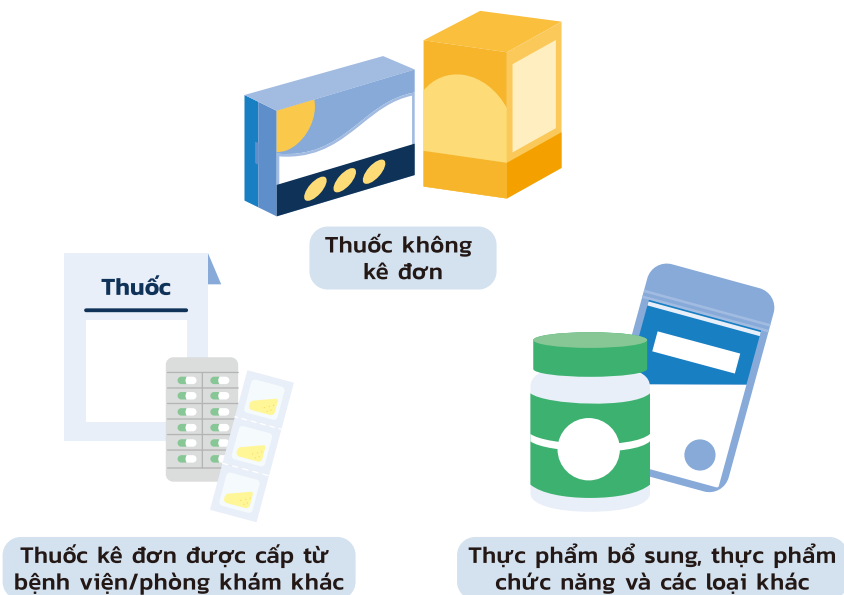 Thuốc không
kê đơn
Thuốc
Thuốc kê đơn được cấp từ
bệnh viện/phòng khám khác
Thực phẩm bổ sung, thực phẩm
chức năng và các loại khác